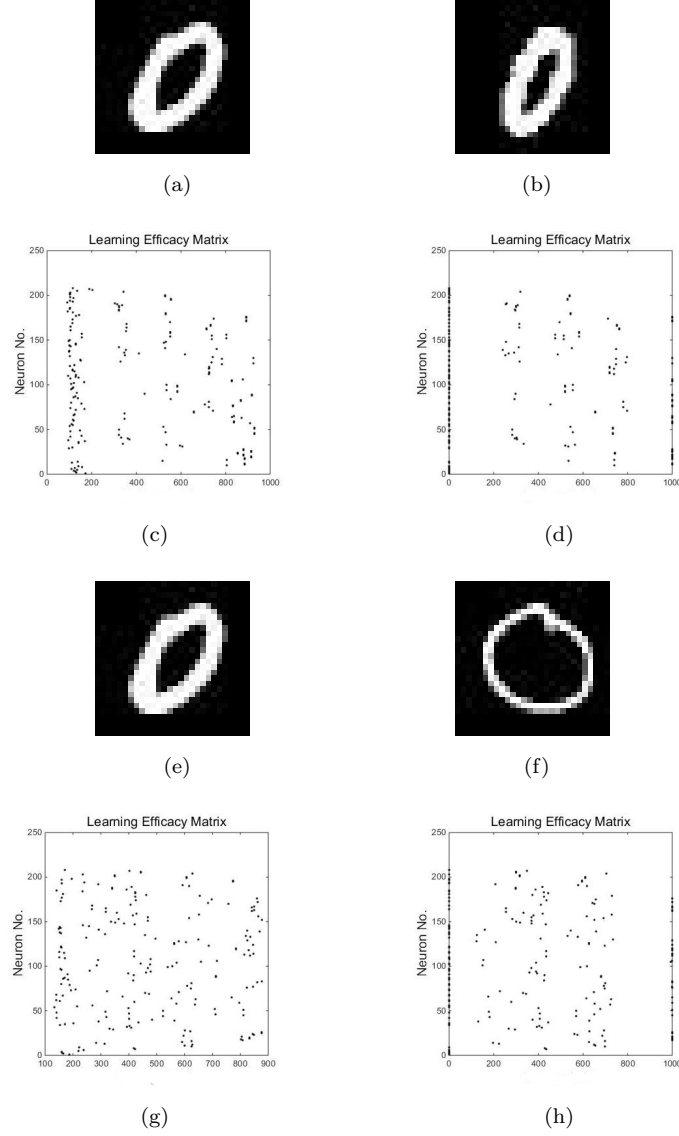 (a)
(b)
Learning Efficacy Matrix
250
200
150
100
50
0
Neuron No.
0 200 400 600 800 1000
(c)
Learning Efficacy Matrix
250
200
150
100
50
0
Neuron No.
0 200 400 600 800 1000
(d)
(e)
(f)
Learning Efficacy Matrix
250
200
150
100
50
0
Neuron No.
100 200 300 400 500 600 700 800 900
(g)
Learning Efficacy Matrix
250
200
150
100
50
0
Neuron No.
0 200 400 600 800 1000
(h)